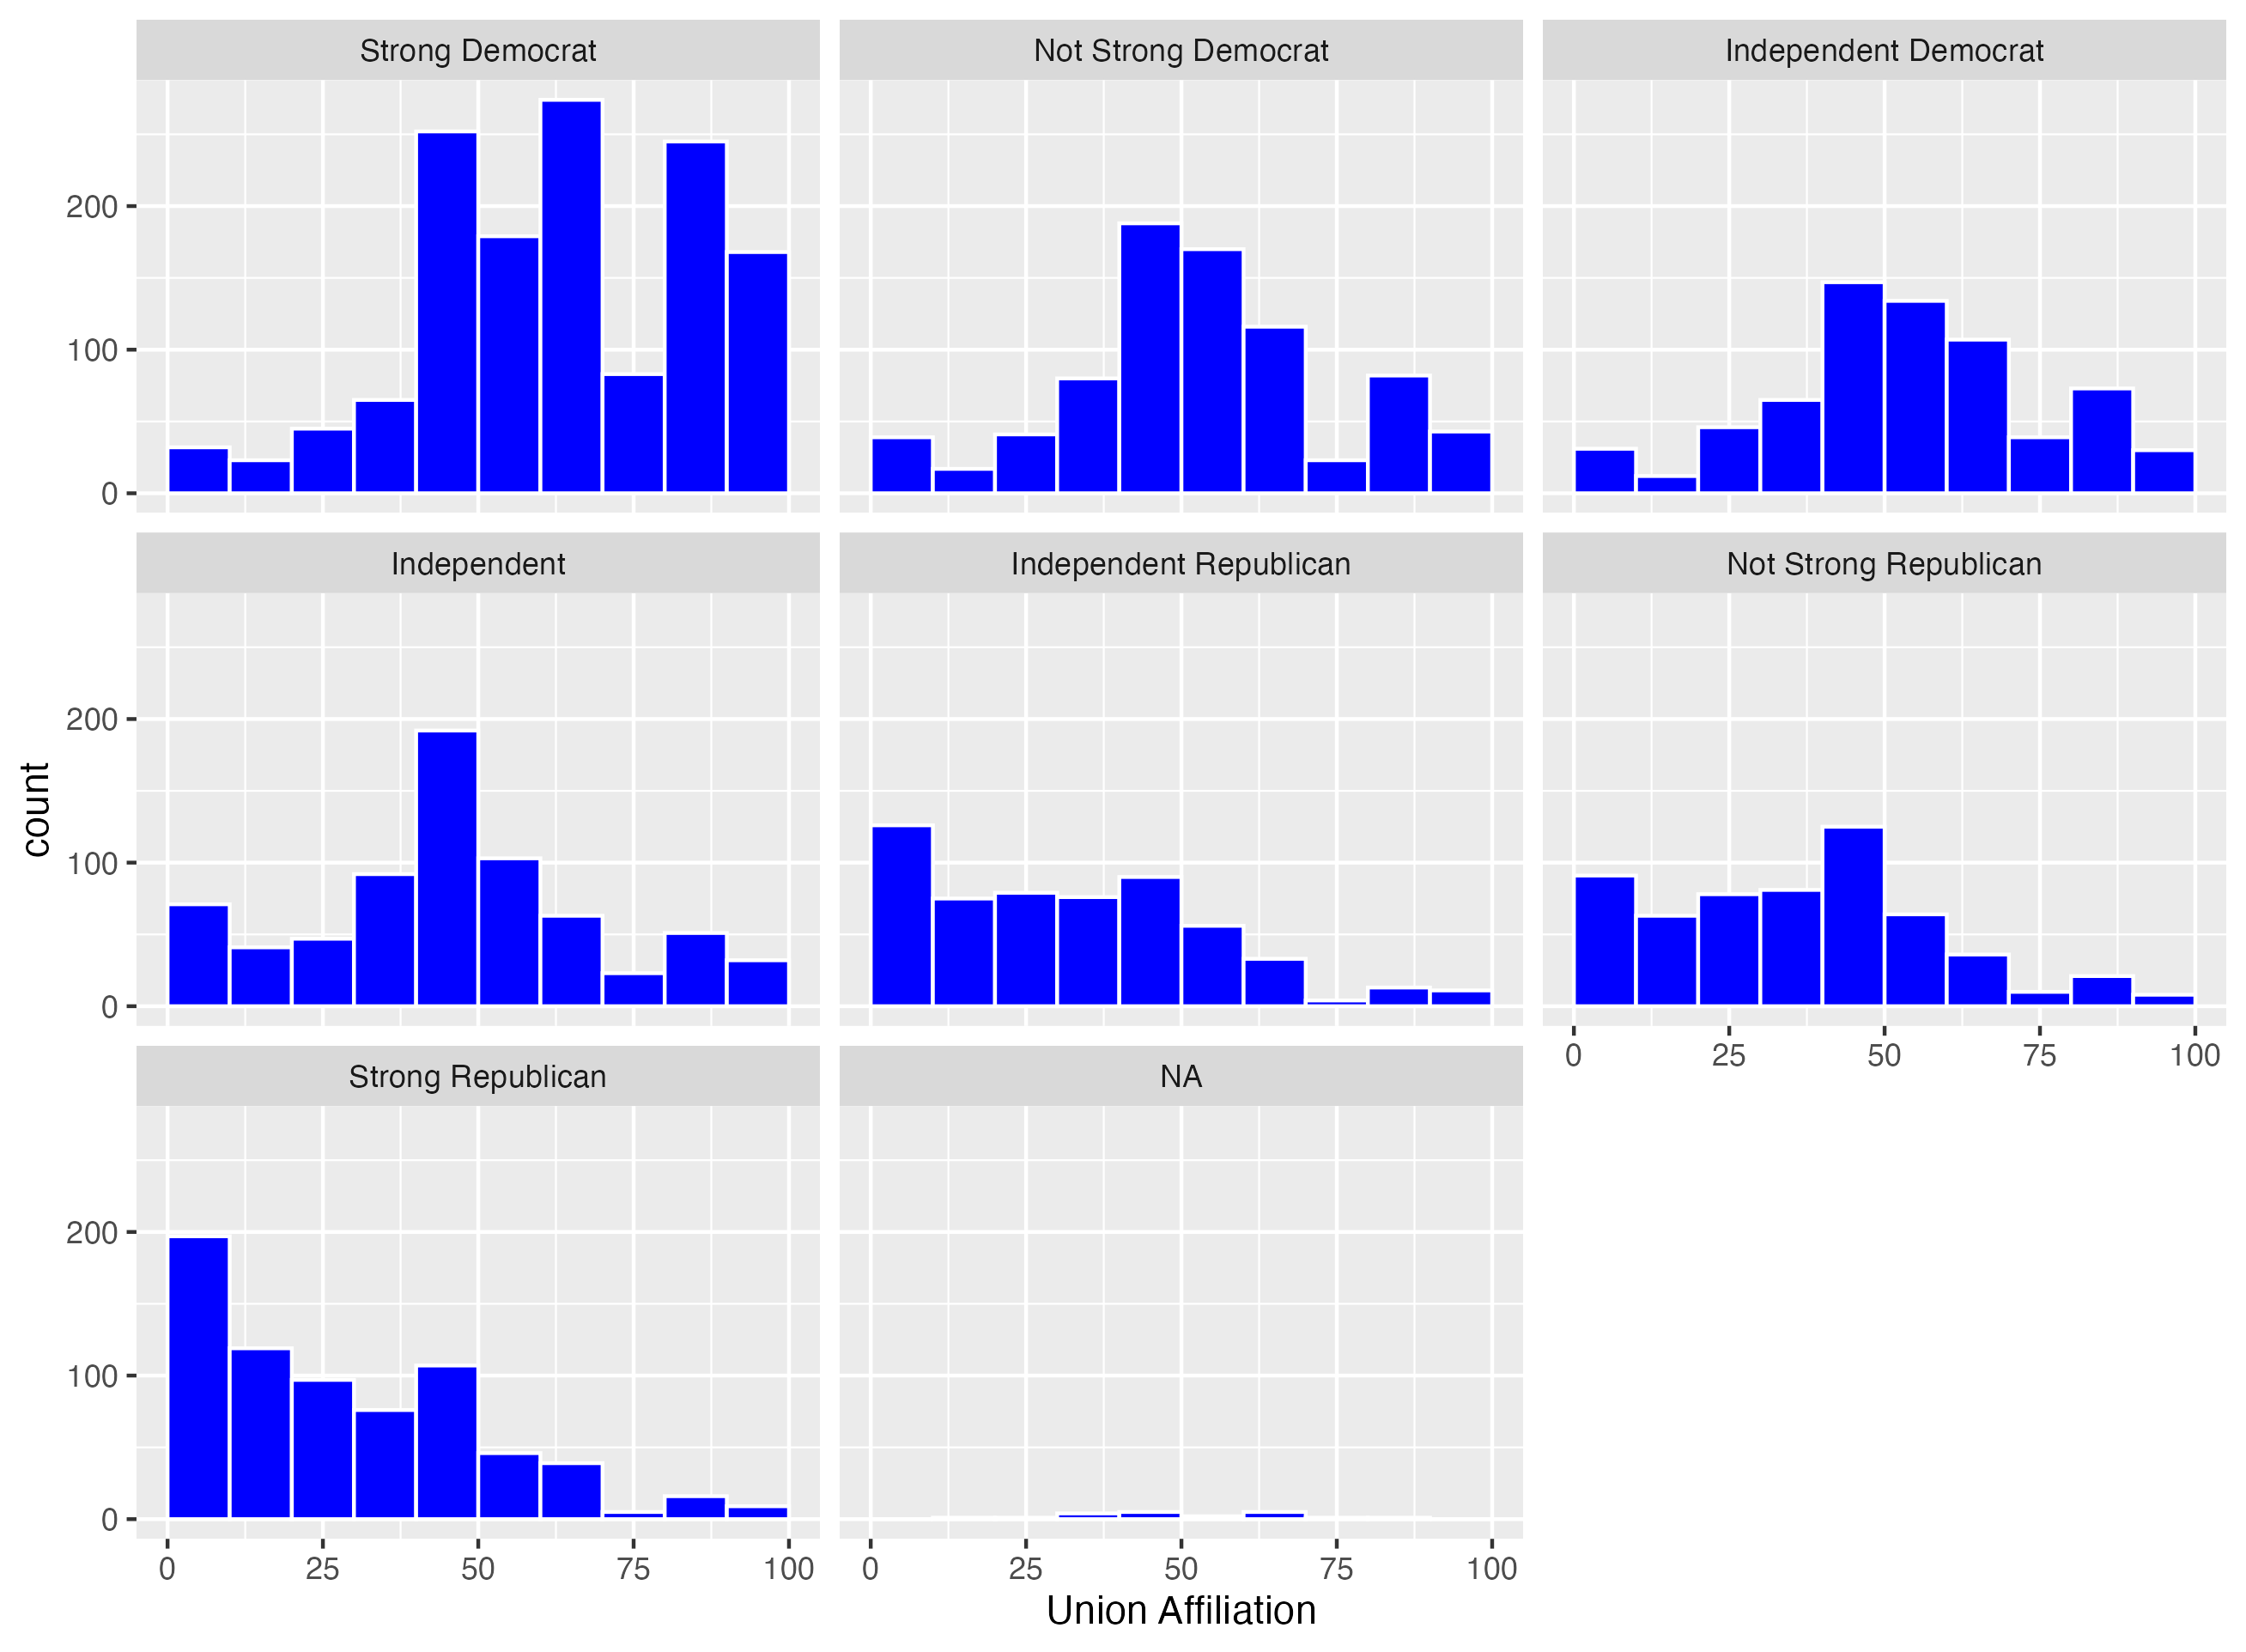 Strong Democrat
Not Strong Democrat
Independent Democrat
200
100
0
Independent
Independent Republican
Not Strong Republican
200
100
0
0 25 50 75 100
Strong Republican
NA
200
100
0
0 25 50 75 100
0 25 50 75 100
count
Union Affiliation